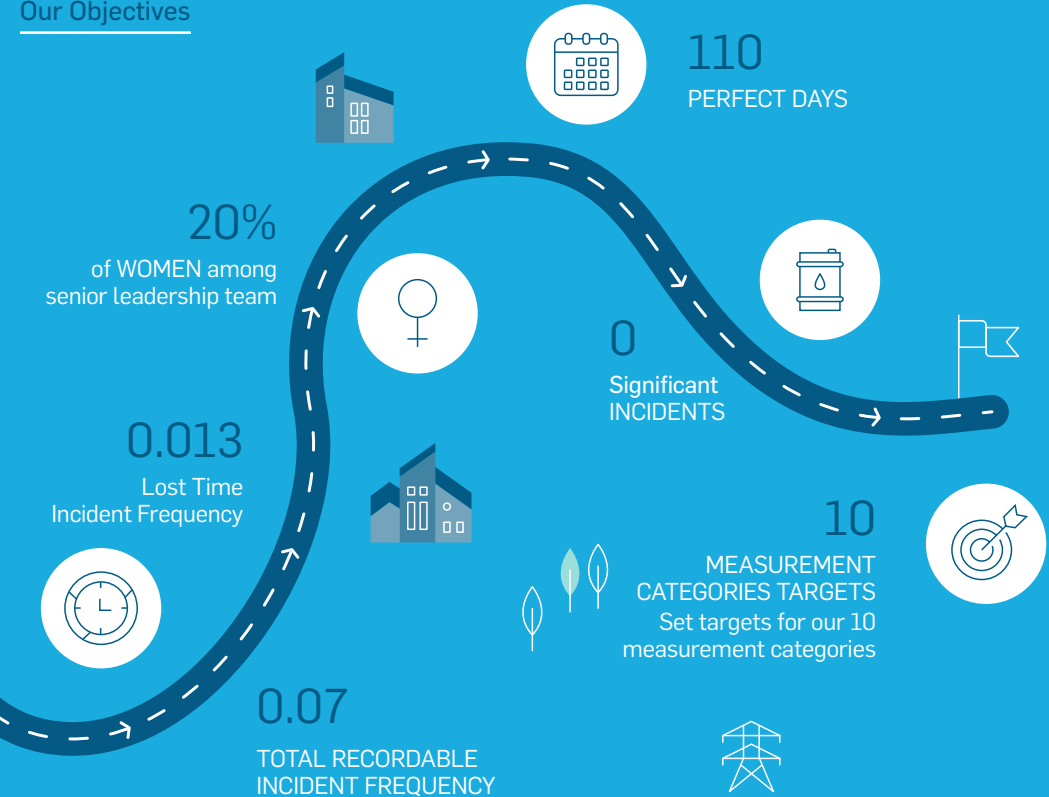 Our Objectives
110
PERFECT DAYS
20%
of WOMEN among
senior leadership team
0
Significant
INCIDENTS
0.013
Lost Time
Incident Frequency
10
MEASUREMENT
CATEGORIES TARGETS
Set targets for our 10
measurement categories
0.07
TOTAL RECORDABLE
INCIDENT FREQUENCY